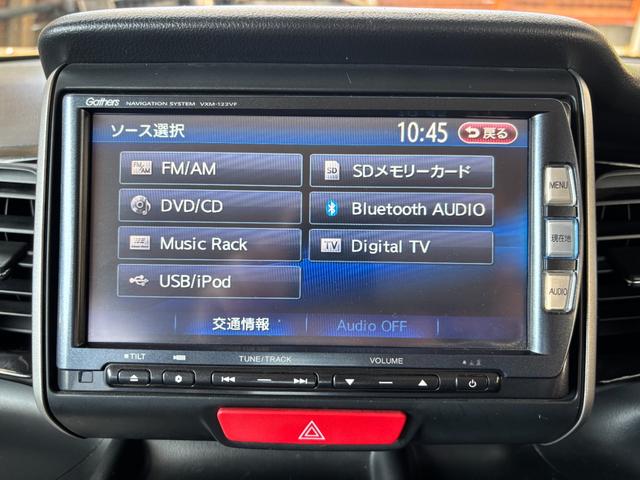 Gathers NAVIGATION SYSTEM VXM-122VF
ソース選択 10:45 戻る
FM/AM SDメモリーカード
DVD/CD Bluetooth AUDIO
Music Rack TV Digital TV
USB/iPod
交通情報 Audio OFF
MENU
現在地
AUDIO
TILT TUNE/TRACK VOLUME